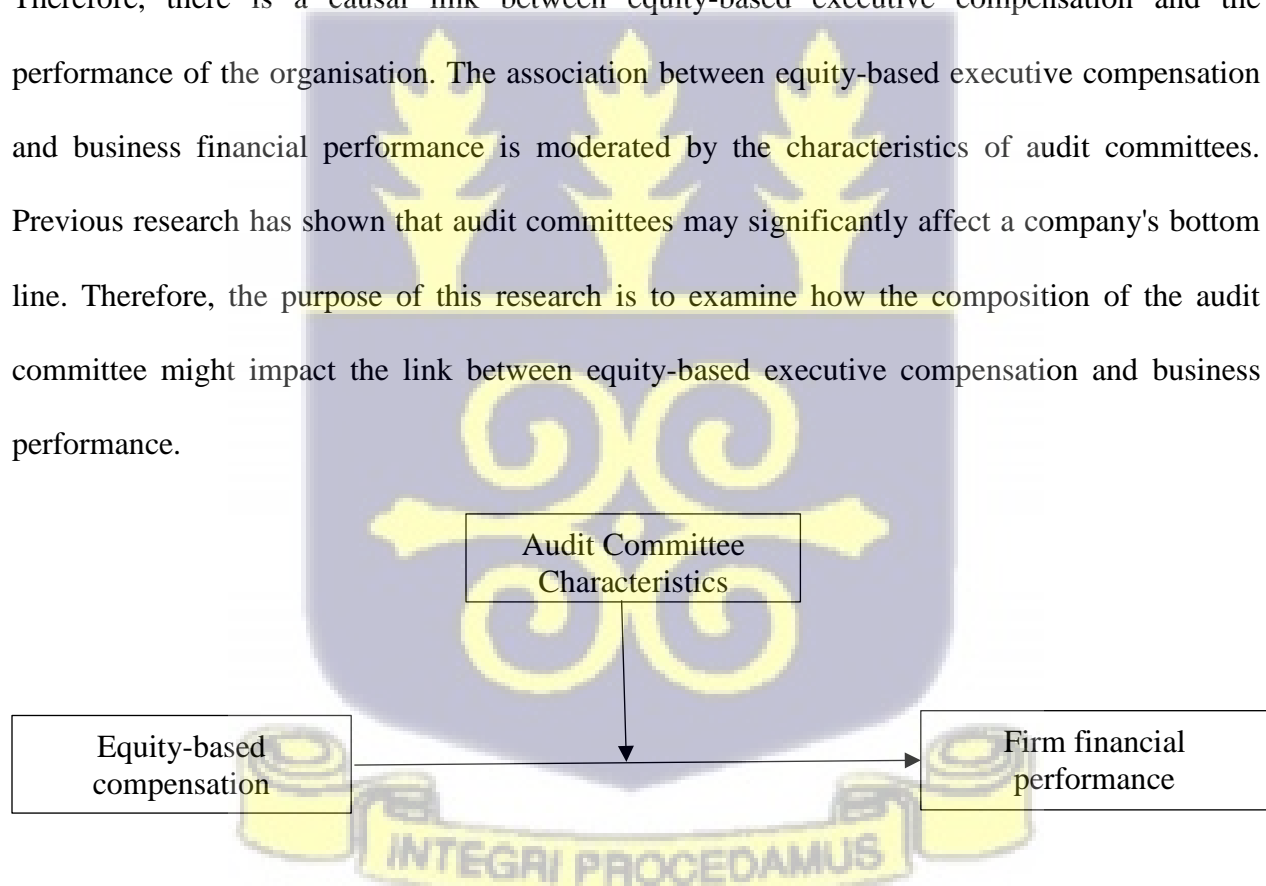 Therefore, there is a causal link between equity-based executive compensation and the
performance of the organisation. The association between equity-based executive compensation
and business financial performance is moderated by the characteristics of audit committees.
Previous research has shown that audit committees may significantly affect a company's bottom
line. Therefore, the purpose of this research is to examine how the composition of the audit
committee might impact the link between equity-based executive compensation and business
performance.
Audit Committee
Characteristics
Equity-based
compensation
Firm financial
performance
INTEGRI PROCEDAMUS